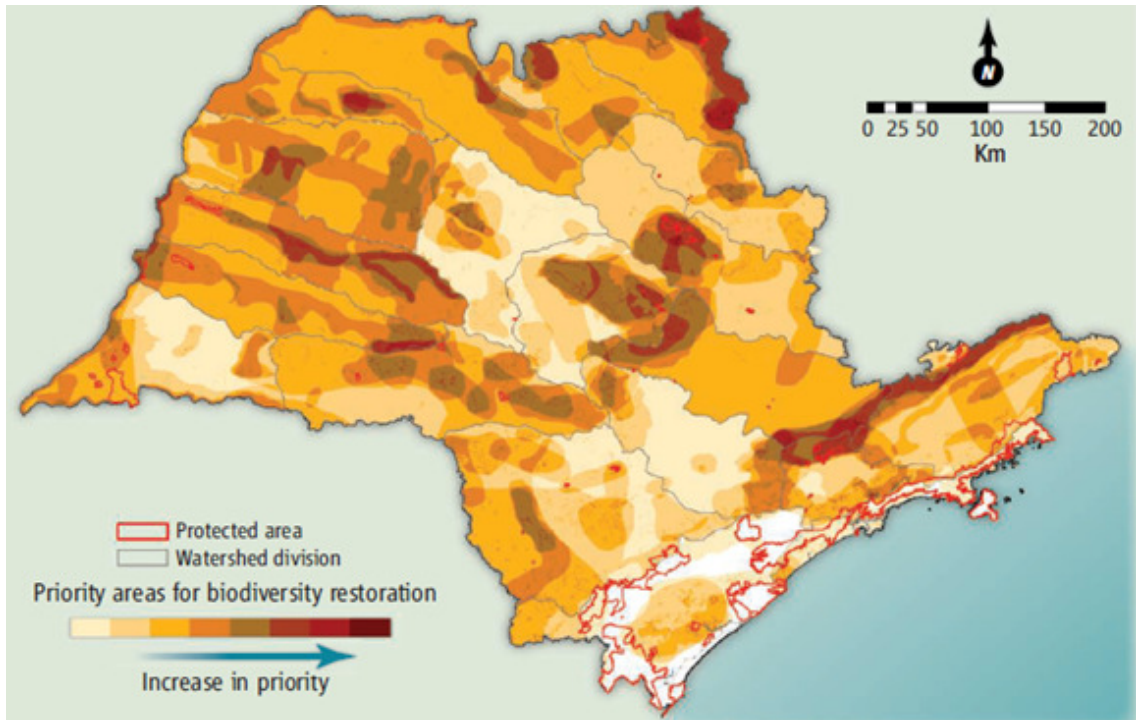 N
0 25 50 100 150 200
Km
Protected area
Watershed division
Priority areas for biodiversity restoration
Increase in priority